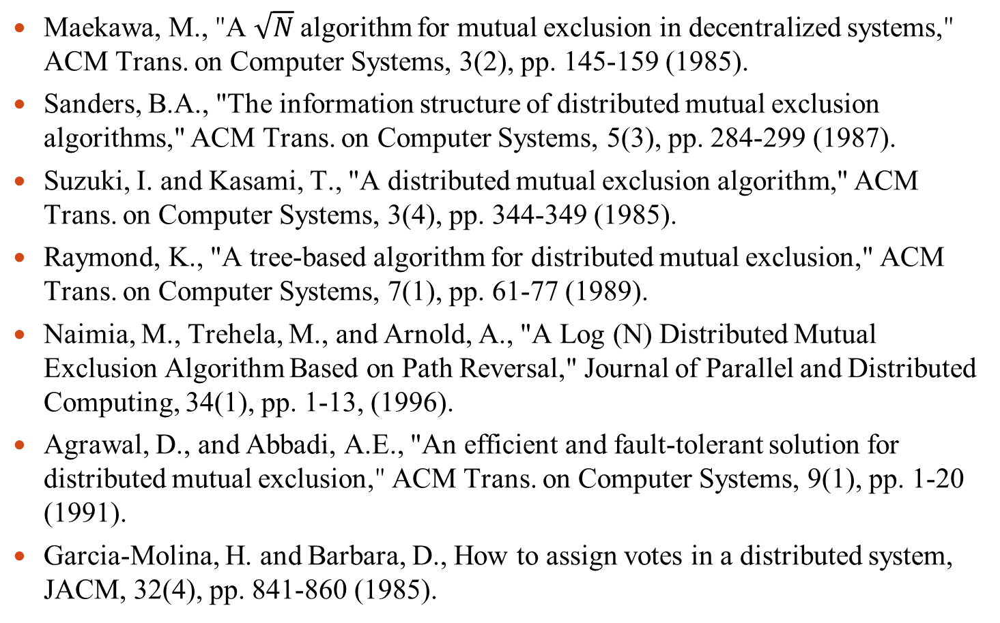 • Maekawa, M., "A √N algorithm for mutual exclusion in decentralized systems,"
ACM Trans. on Computer Systems, 3(2), pp. 145-159 (1985).
• Sanders, B.A., "The information structure of distributed mutual exclusion
algorithms," ACM Trans. on Computer Systems, 5(3), pp. 284-299 (1987).
• Suzuki, I. and Kasami, T., "A distributed mutual exclusion algorithm," ACM
Trans. on Computer Systems, 3(4), pp. 344-349 (1985).
• Raymond, K., "A tree-based algorithm for distributed mutual exclusion," ACM
Trans. on Computer Systems, 7(1), pp. 61-77 (1989).
• Naimia, M., Trehela, M., and Arnold, A., "A Log (N) Distributed Mutual
Exclusion Algorithm Based on Path Reversal," Journal of Parallel and Distributed
Computing, 34(1), pp. 1-13, (1996).
• Agrawal, D., and Abbadi, A.E., "An efficient and fault-tolerant solution for
distributed mutual exclusion," ACM Trans. on Computer Systems, 9(1), pp. 1-20
(1991).
• Garcia-Molina, H. and Barbara, D., How to assign votes in a distributed system,
JACM, 32(4), pp. 841-860 (1985).